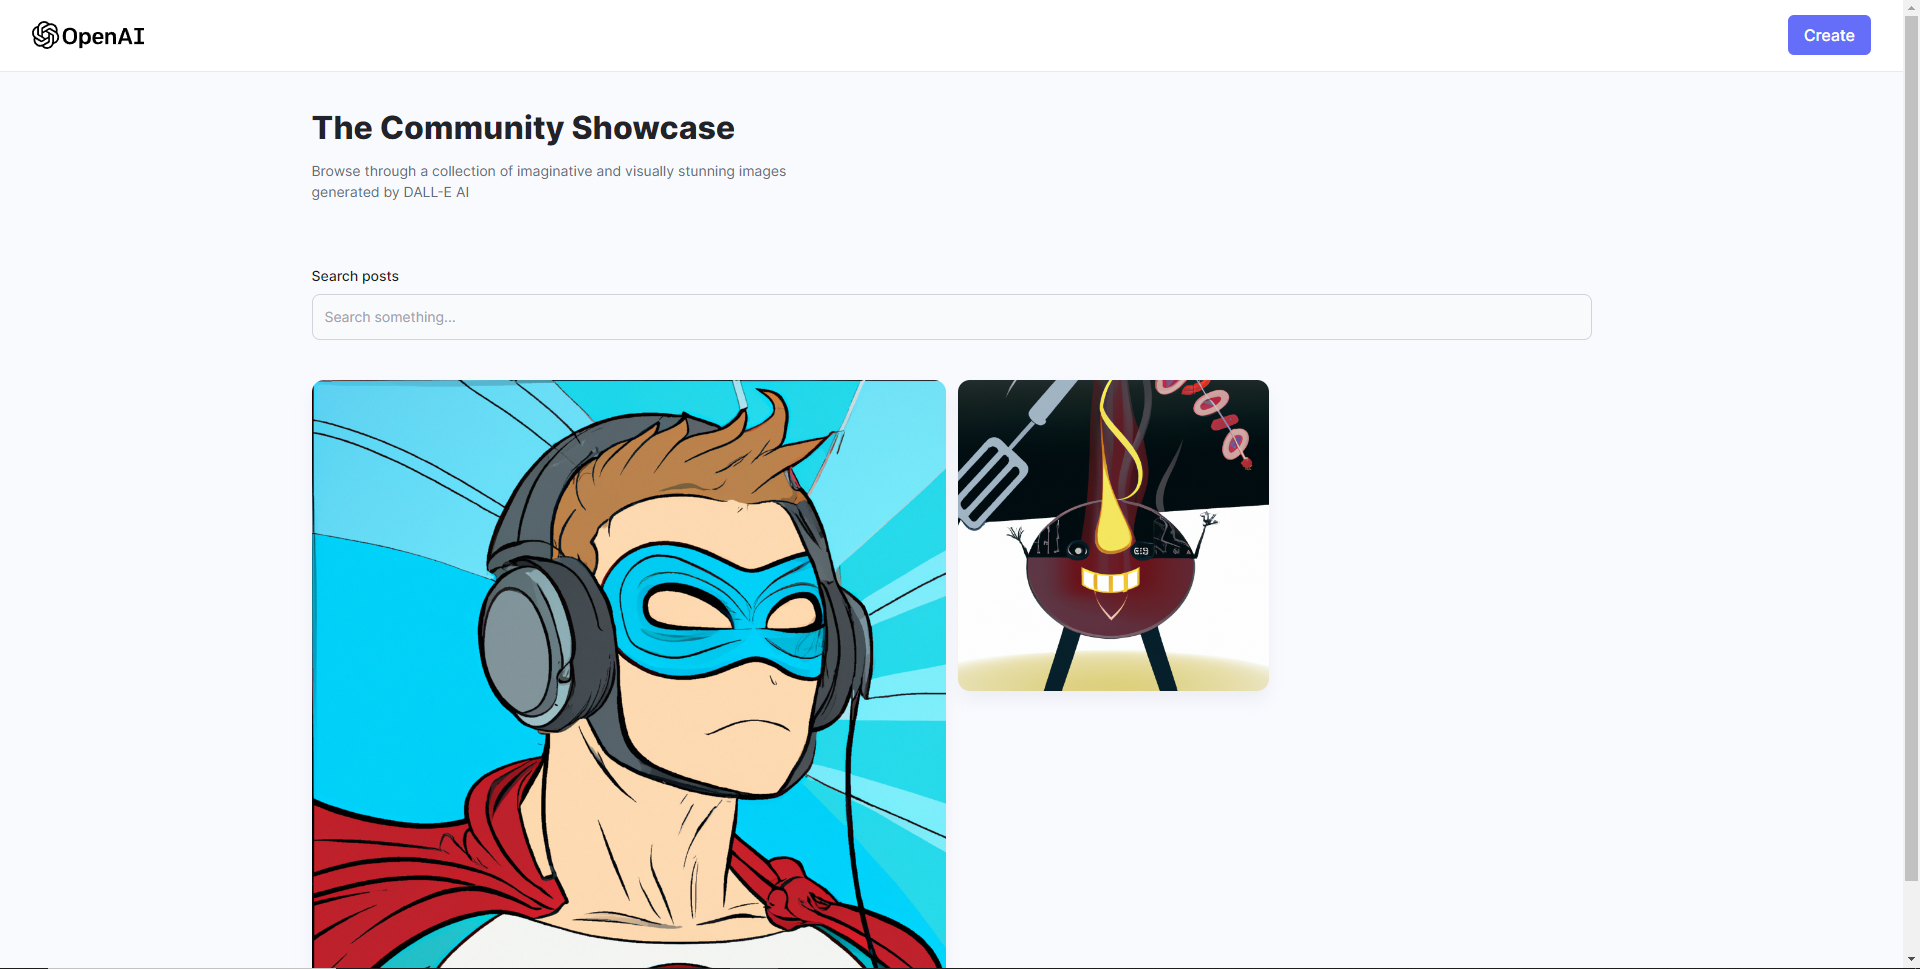 OpenAI
Create
The Community Showcase
Browse through a collection of imaginative and visually stunning images
generated by DALL-E AI
Search posts
Search something...